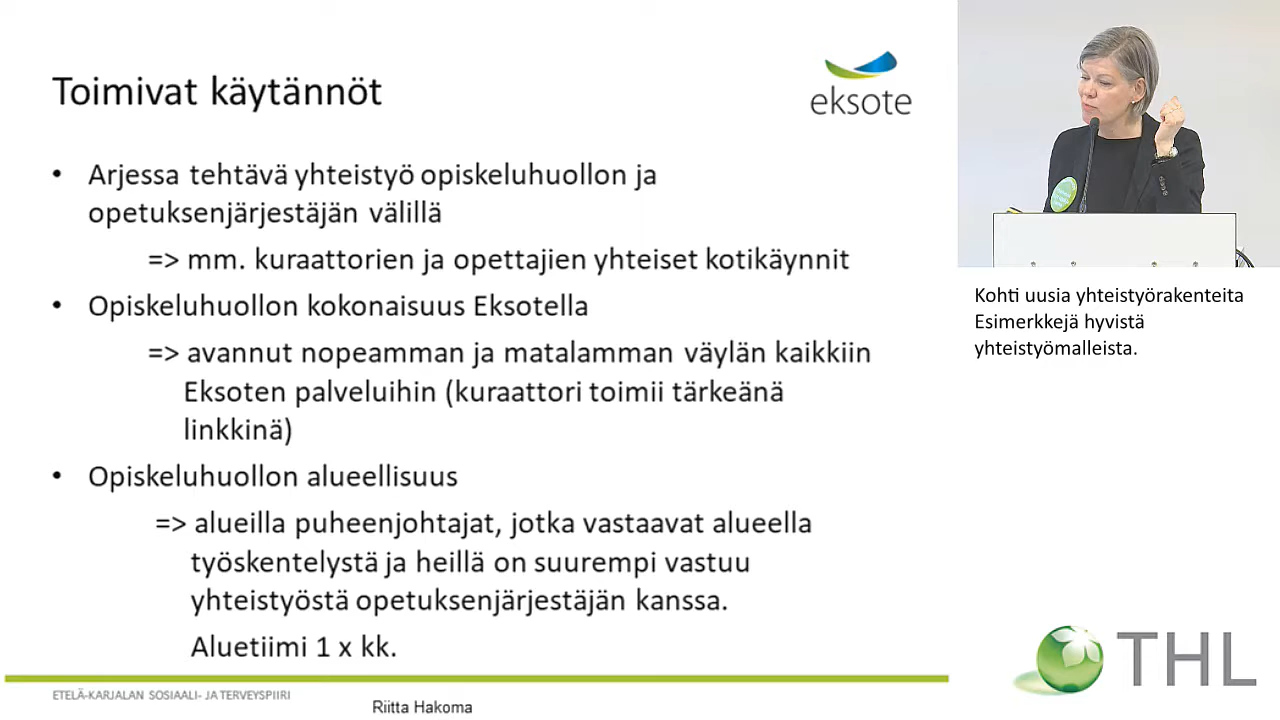 Toimivat käytännöt
eksote
• Arjessa tehtävä yhteistyö opiskeluhuollon ja
opetuksenjärjestäjän välillä
=> mm. kuraattorien ja opettajien yhteiset kotikäynnit
• Opiskeluhuollon kokonaisuus Eksotella
=> avannut nopeamman ja matalamman väylän kaikkiin
Eksoten palveluihin (kuraattori toimii tärkeänä
linkkinä)
• Opiskeluhuollon alueellisuus
=> alueilla puheenjohtajat, jotka vastaavat alueella
työskentelystä ja heillä on suurempi vastuu
yhteistyöstä opetuksenjärjestäjän kanssa.
Aluetiimi 1 x kk.
ETELÄ-KARJALAN SOSIAALI- JA TERVEYSPIIRI
Riitta Hakoma
Kohti uusia yhteistyörakenteita
Esimerkkejä hyvistä
yhteistyömalleista.
THL